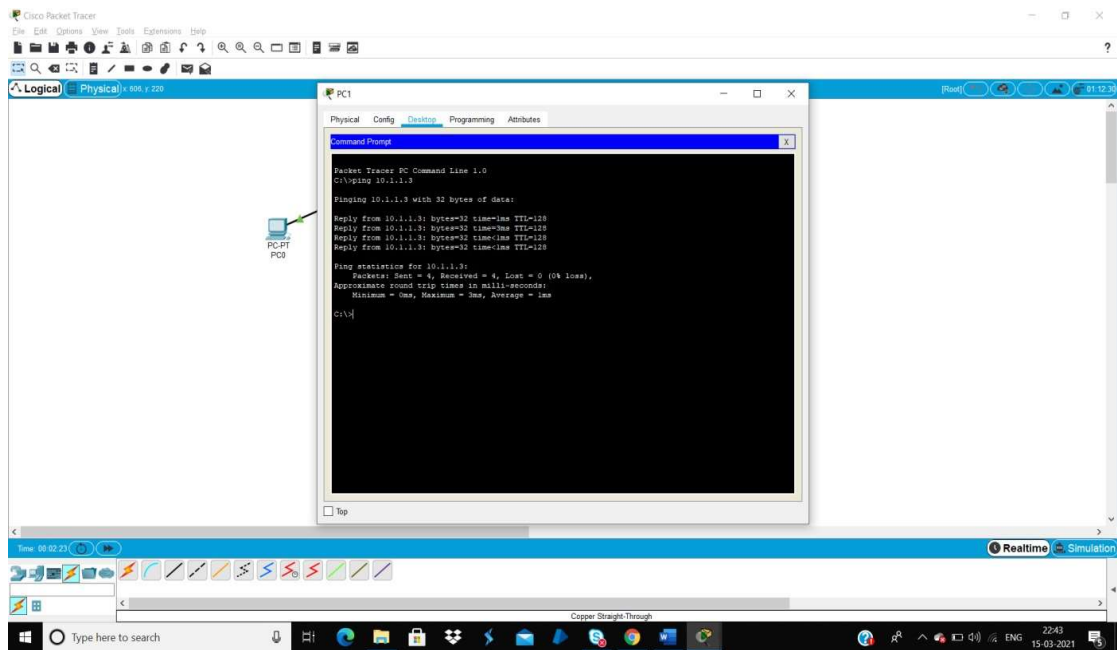 Cisco Packet Tracer
File Edit Options View Tools Extensions Help
?
Logical Physical x: 606, y: 220
[Root] 01:12:30
PC1
Physical Config Desktop Programming Attributes
Command Prompt X
Packet Tracer PC Command Line 1.0
C:\>ping 10.1.1.3
Pinging 10.1.1.3 with 32 bytes of data:
Reply from 10.1.1.3: bytes=32 time=1ms TTL=128
Reply from 10.1.1.3: bytes=32 time=3ms TTL=128
Reply from 10.1.1.3: bytes=32 time<1ms TTL=128
Reply from 10.1.1.3: bytes=32 time<1ms TTL=128
Ping statistics for 10.1.1.3:
Packets: Sent = 4, Received = 4, Lost = 0 (0% loss),
Approximate round trip times in milli-seconds:
Minimum = 0ms, Maximum = 3ms, Average = 1ms
C:\>
PC-PT
PC0
Top
Time: 00:02:23
Realtime Simulation
Copper Straight-Through
Type here to search
ENG
22:43
15-03-2021